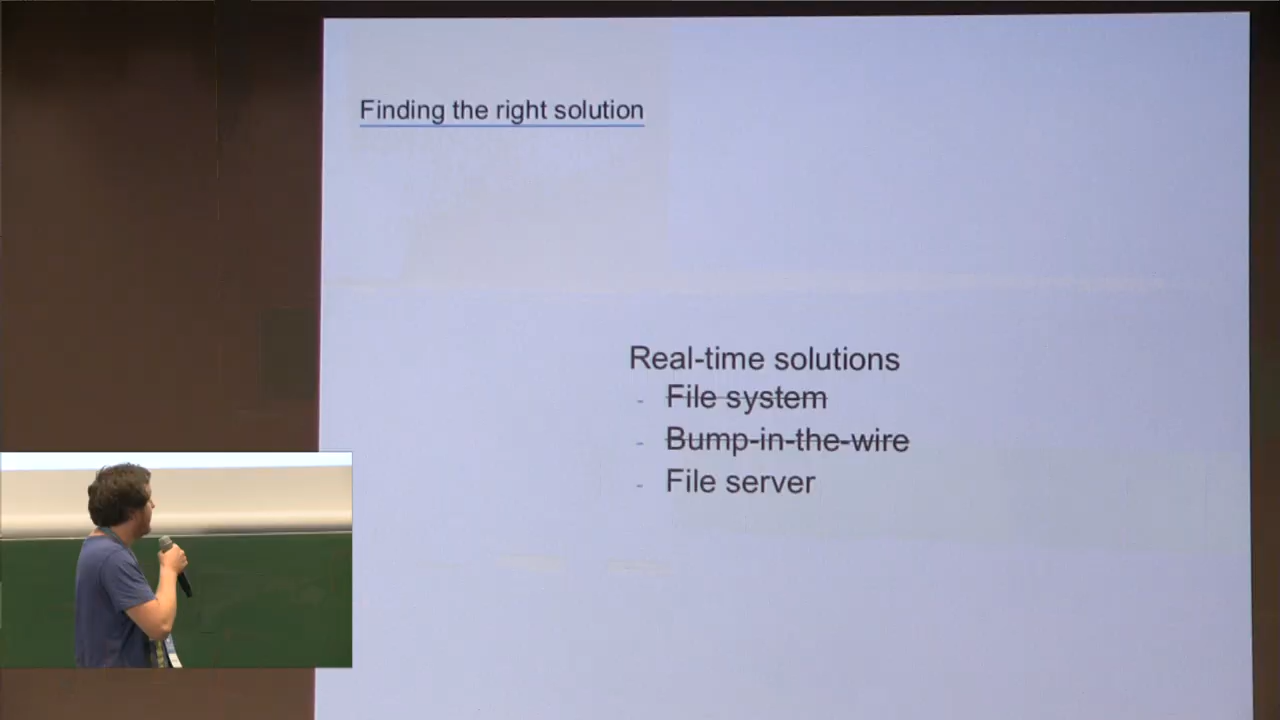 Finding the right solution
Real-time solutions
- File system
- Bump-in-the-wire
- File server